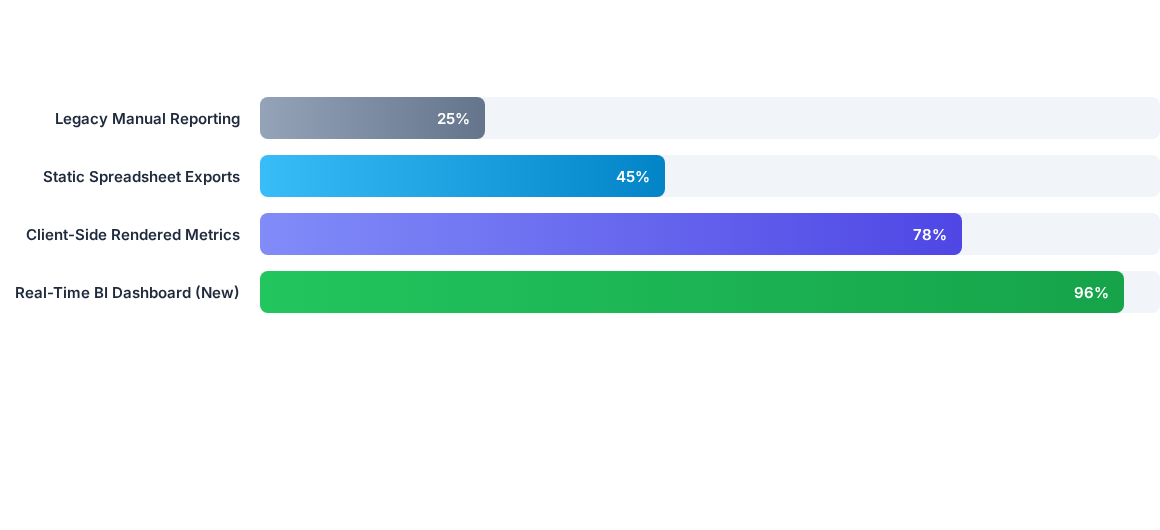 Legacy Manual Reporting 25%
Static Spreadsheet Exports 45%
Client-Side Rendered Metrics 78%
Real-Time BI Dashboard (New) 96%